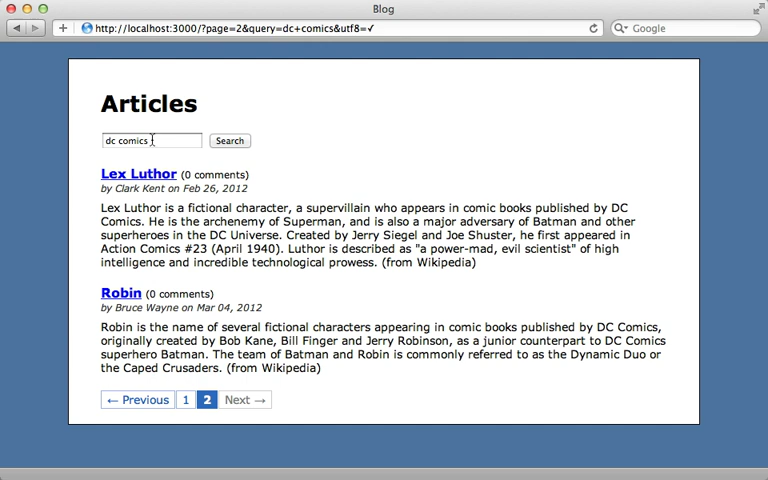 Blog
http://localhost:3000/?page=2&query=dc+comics&utf8=✓
Google
Articles
dc comics
Search
Lex Luthor (0 comments)
by Clark Kent on Feb 26, 2012
Lex Luthor is a fictional character, a supervillain who appears in comic books published by DC
Comics. He is the archenemy of Superman, and is also a major adversary of Batman and other
superheroes in the DC Universe. Created by Jerry Siegel and Joe Shuster, he first appeared in
Action Comics #23 (April 1940). Luthor is described as "a power-mad, evil scientist" of high
intelligence and incredible technological prowess. (from Wikipedia)
Robin (0 comments)
by Bruce Wayne on Mar 04, 2012
Robin is the name of several fictional characters appearing in comic books published by DC Comics,
originally created by Bob Kane, Bill Finger and Jerry Robinson, as a junior counterpart to DC Comics
superhero Batman. The team of Batman and Robin is commonly referred to as the Dynamic Duo or
the Caped Crusaders. (from Wikipedia)
← Previous 1 2 Next →